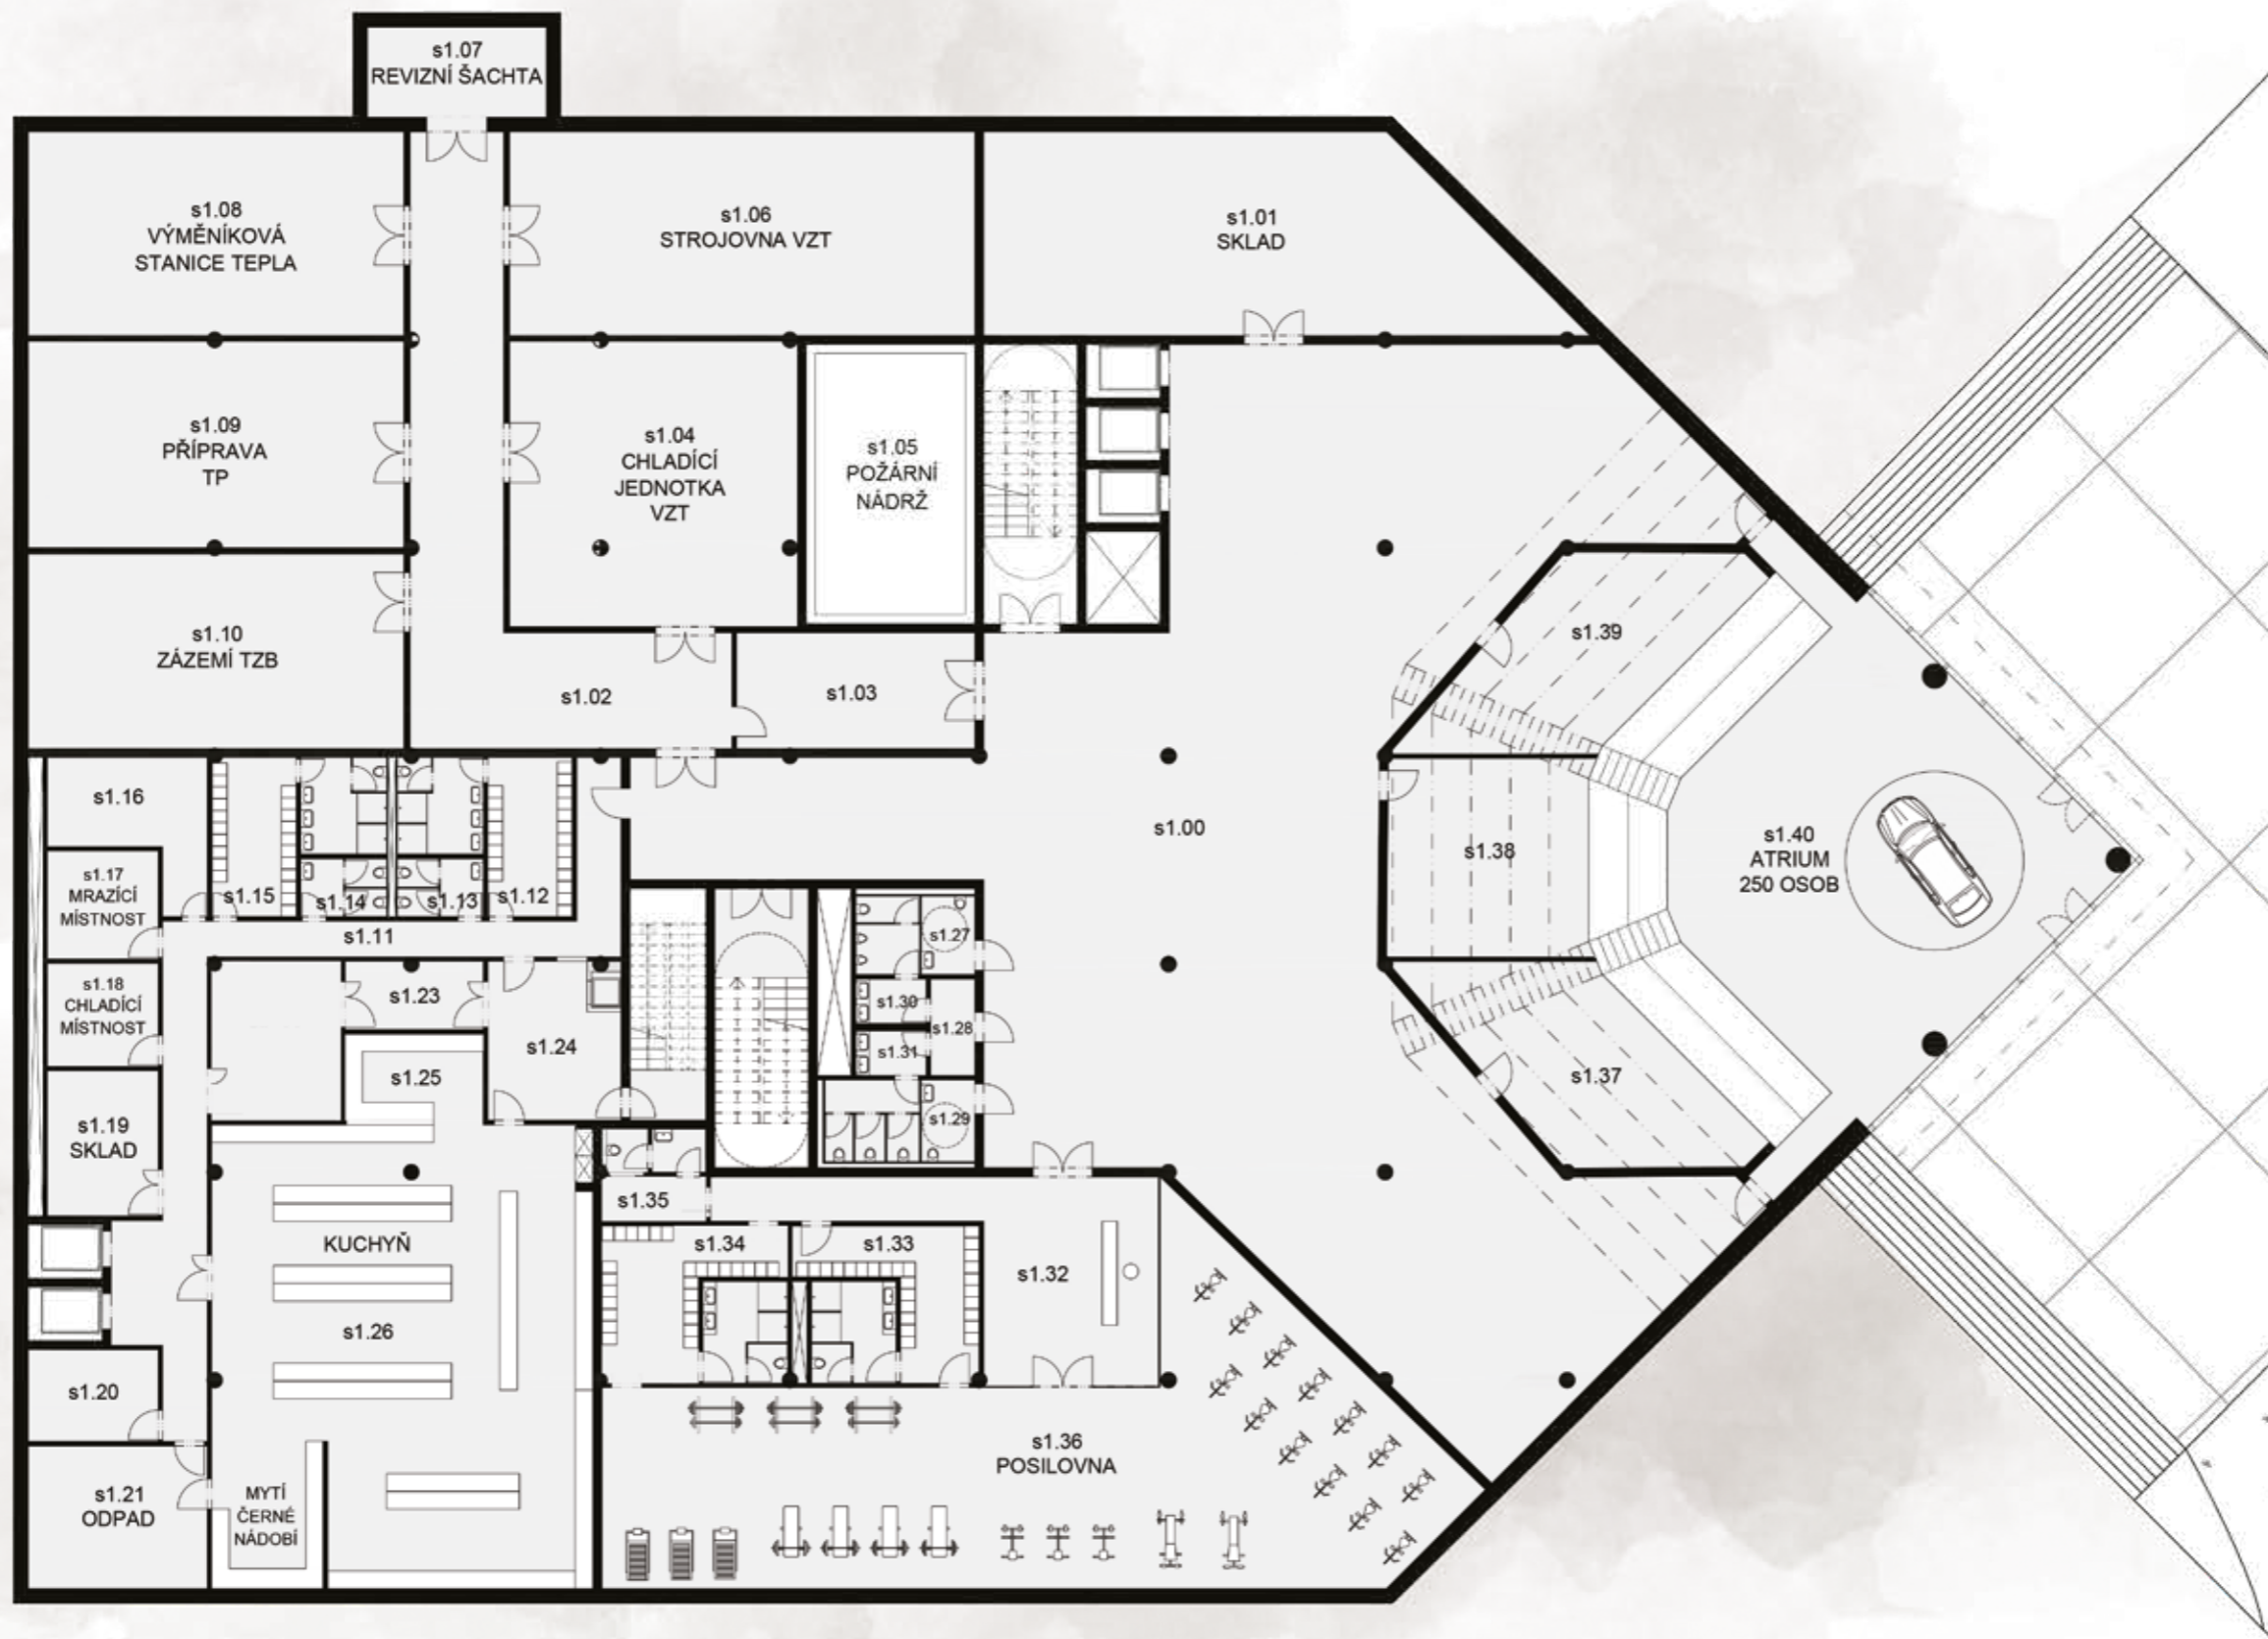 s1.07
REVIZNÍ ŠACHTA
s1.08
VÝMĚNÍKOVÁ
STANICE TEPLA
s1.06
STROJOVNA VZT
s1.01
SKLAD
s1.09
PŘÍPRAVA
TP
s1.04
CHLADÍCÍ
JEDNOTKA
VZT
s1.05
POŽÁRNÍ
NÁDRŽ
s1.10
ZÁZEMÍ TZB
s1.02
s1.03
s1.39
s1.16
s1.17
MRAZÍCÍ
MÍSTNOST
s1.15
s1.14
s1.13
s1.12
s1.11
s1.00
s1.38
s1.40
ATRIUM
250 OSOB
s1.18
CHLADÍCÍ
MÍSTNOST
s1.23
s1.24
s1.25
s1.27
s1.30
s1.28
s1.31
s1.29
s1.37
s1.19
SKLAD
s1.35
s1.34
s1.33
s1.32
KUCHYŇ
s1.26
s1.20
s1.21
ODPAD
MYTÍ
ČERNÉ
NÁDOBÍ
s1.36
POSILOVNA